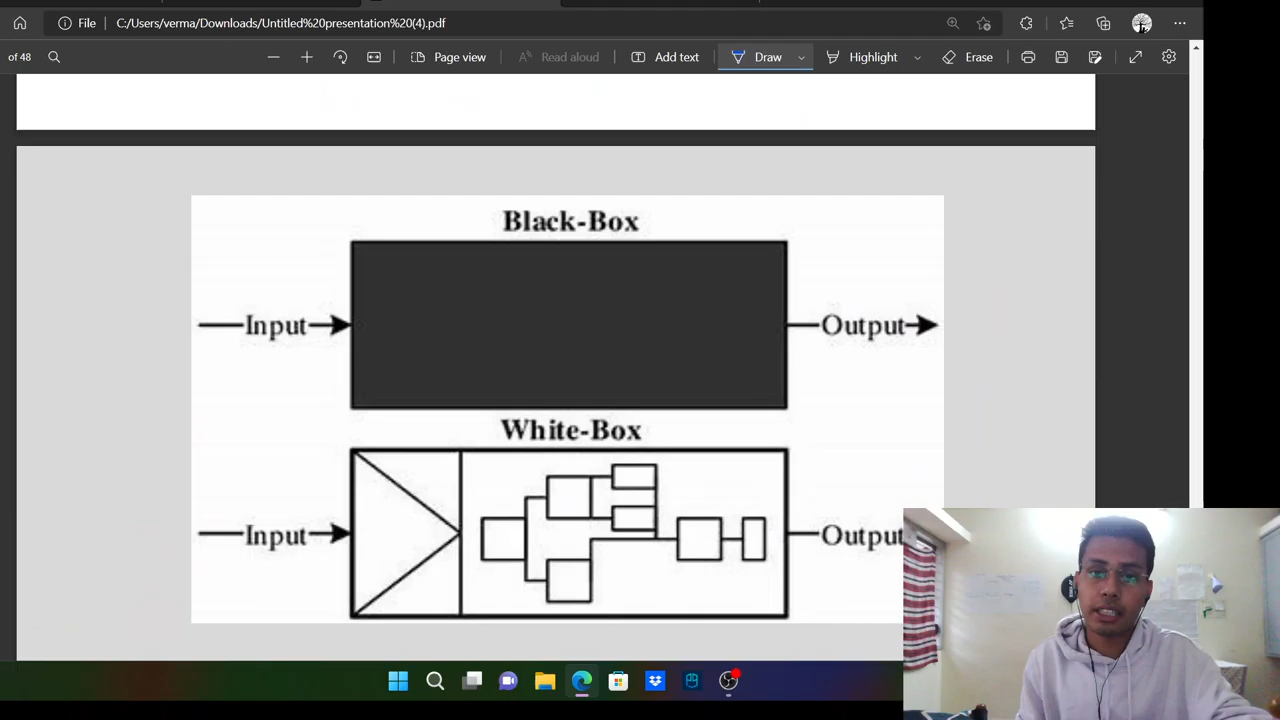 File C:/Users/verma/Downloads/Untitled%20presentation%20(4).pdf
of 48 Page view Read aloud Add text Draw Highlight Erase
Black-Box
Input Output
White-Box
Input Output